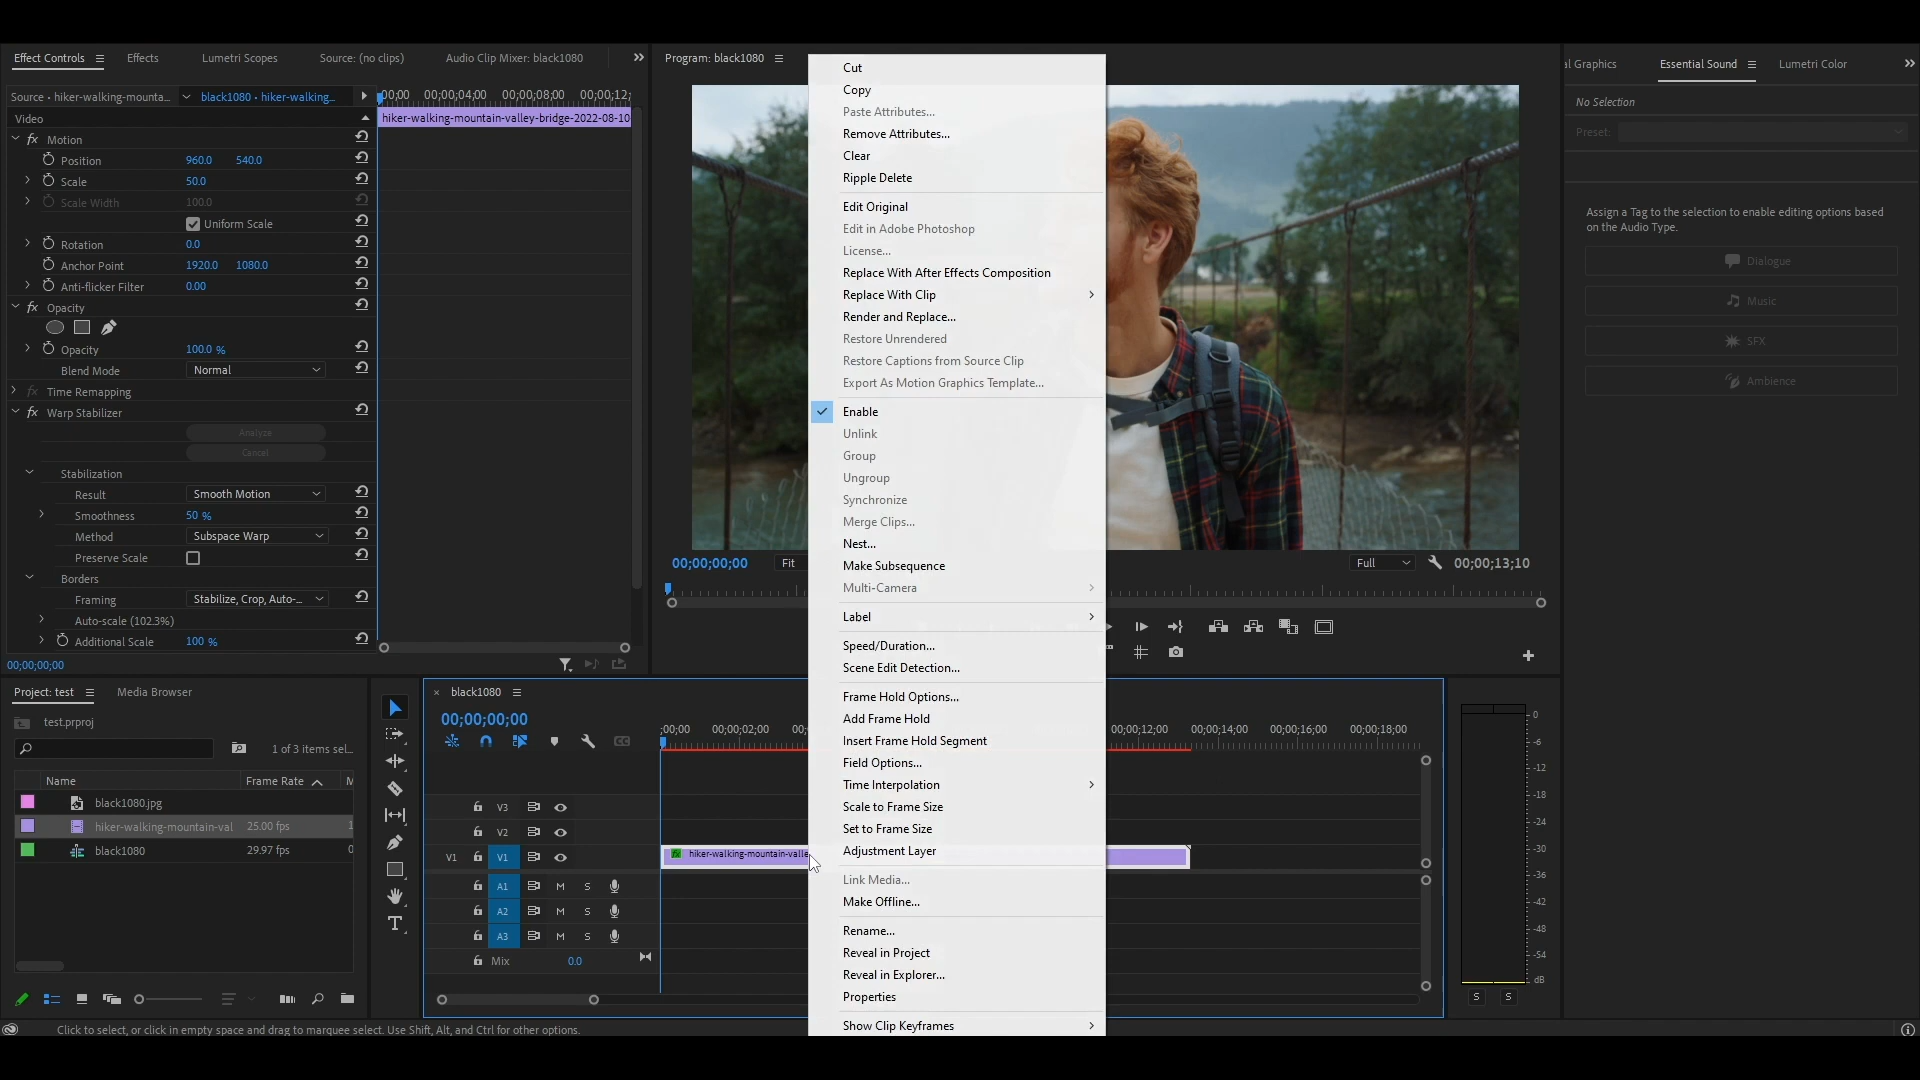 Effect Controls
Effects
Lumetri Scopes
Source: (no clips)
Audio Clip Mixer: black1080
Source • hiker-walking-mounta...
black1080 • hiker-walking...
;00;00
00;00;04;00
00;00;08;00
00;00;12;
Video
hiker-walking-mountain-valley-bridge-2022-08-10
Motion
Position
960.0
540.0
Scale
50.0
Scale Width
100.0
Uniform Scale
Rotation
0.0
Anchor Point
1920.0
1080.0
Anti-flicker Filter
0.00
Opacity
Opacity
100.0 %
Blend Mode
Normal
Time Remapping
Warp Stabilizer
Analyze
Cancel
Stabilization
Result
Smooth Motion
Smoothness
50 %
Method
Subspace Warp
Preserve Scale
Borders
Framing
Stabilize, Crop, Auto-...
Auto-scale (102.3%)
Additional Scale
100 %
00;00;00;00
Program: black1080
00;00;00;00
Fit
Full
00;00;13;10
Cut
Copy
Paste Attributes...
Remove Attributes...
Clear
Ripple Delete
Edit Original
Edit in Adobe Photoshop
License...
Replace With After Effects Composition
Replace With Clip
Render and Replace...
Restore Unrendered
Restore Captions from Source Clip
Export As Motion Graphics Template...
Enable
Unlink
Group
Ungroup
Synchronize
Merge Clips...
Nest...
Make Subsequence
Multi-Camera
Label
Speed/Duration...
Scene Edit Detection...
Frame Hold Options...
Add Frame Hold
Insert Frame Hold Segment
Field Options...
Time Interpolation
Scale to Frame Size
Set to Frame Size
Adjustment Layer
Link Media...
Make Offline...
Rename...
Reveal in Project
Reveal in Explorer...
Properties
Show Clip Keyframes
al Graphics
Essential Sound
Lumetri Color
No Selection
Preset:
Assign a Tag to the selection to enable editing options based
on the Audio Type.
Dialogue
Music
SFX
Ambience
Project: test
Media Browser
test.prproj
1 of 3 items sel...
Name
Frame Rate
M
black1080.jpg
hiker-walking-mountain-val
25.00 fps
1
black1080
29.97 fps
0
black1080
00;00;00;00
;00;00
00;00;02;00
00;
00;00;12;00
00;00;14;00
00;00;16;00
00;00;18;00
V3
V2
V1
V1
hiker-walking-mountain-valle
A1
M
S
A2
M
S
A3
M
S
Mix
0.0
0
-6
-12
-18
-24
-30
-36
-42
-48
-54
dB
S
S
Click to select, or click in empty space and drag to marquee select. Use Shift, Alt, and Ctrl for other options.